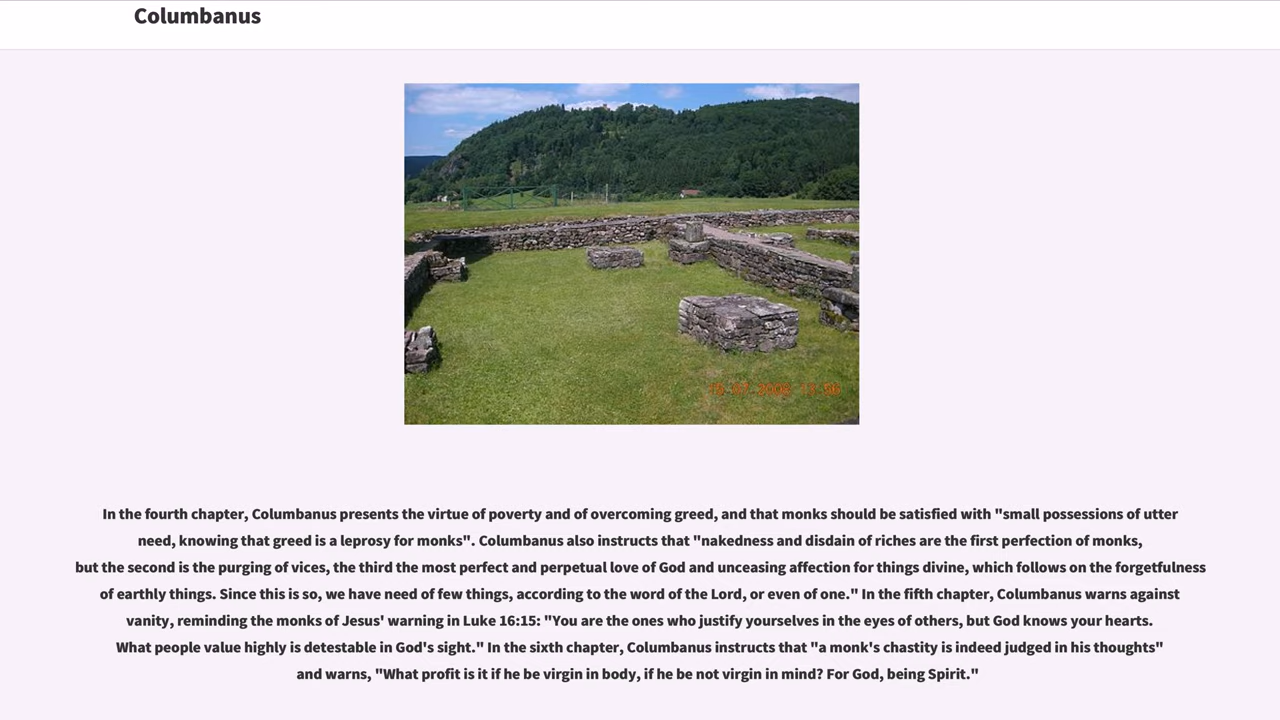 Columbanus
In the fourth chapter, Columbanus presents the virtue of poverty and of overcoming greed, and that monks should be satisfied with "small possessions of utter
need, knowing that greed is a leprosy for monks". Columbanus also instructs that "nakedness and disdain of riches are the first perfection of monks,
but the second is the purging of vices, the third the most perfect and perpetual love of God and unceasing affection for things divine, which follows on the forgetfulness
of earthly things. Since this is so, we have need of few things, according to the word of the Lord, or even of one." In the fifth chapter, Columbanus warns against
vanity, reminding the monks of Jesus' warning in Luke 16:15: "You are the ones who justify yourselves in the eyes of others, but God knows your hearts.
What people value highly is detestable in God's sight." In the sixth chapter, Columbanus instructs that "a monk's chastity is indeed judged in his thoughts"
and warns, "What profit is it if he be virgin in body, if he be not virgin in mind? For God, being Spirit."